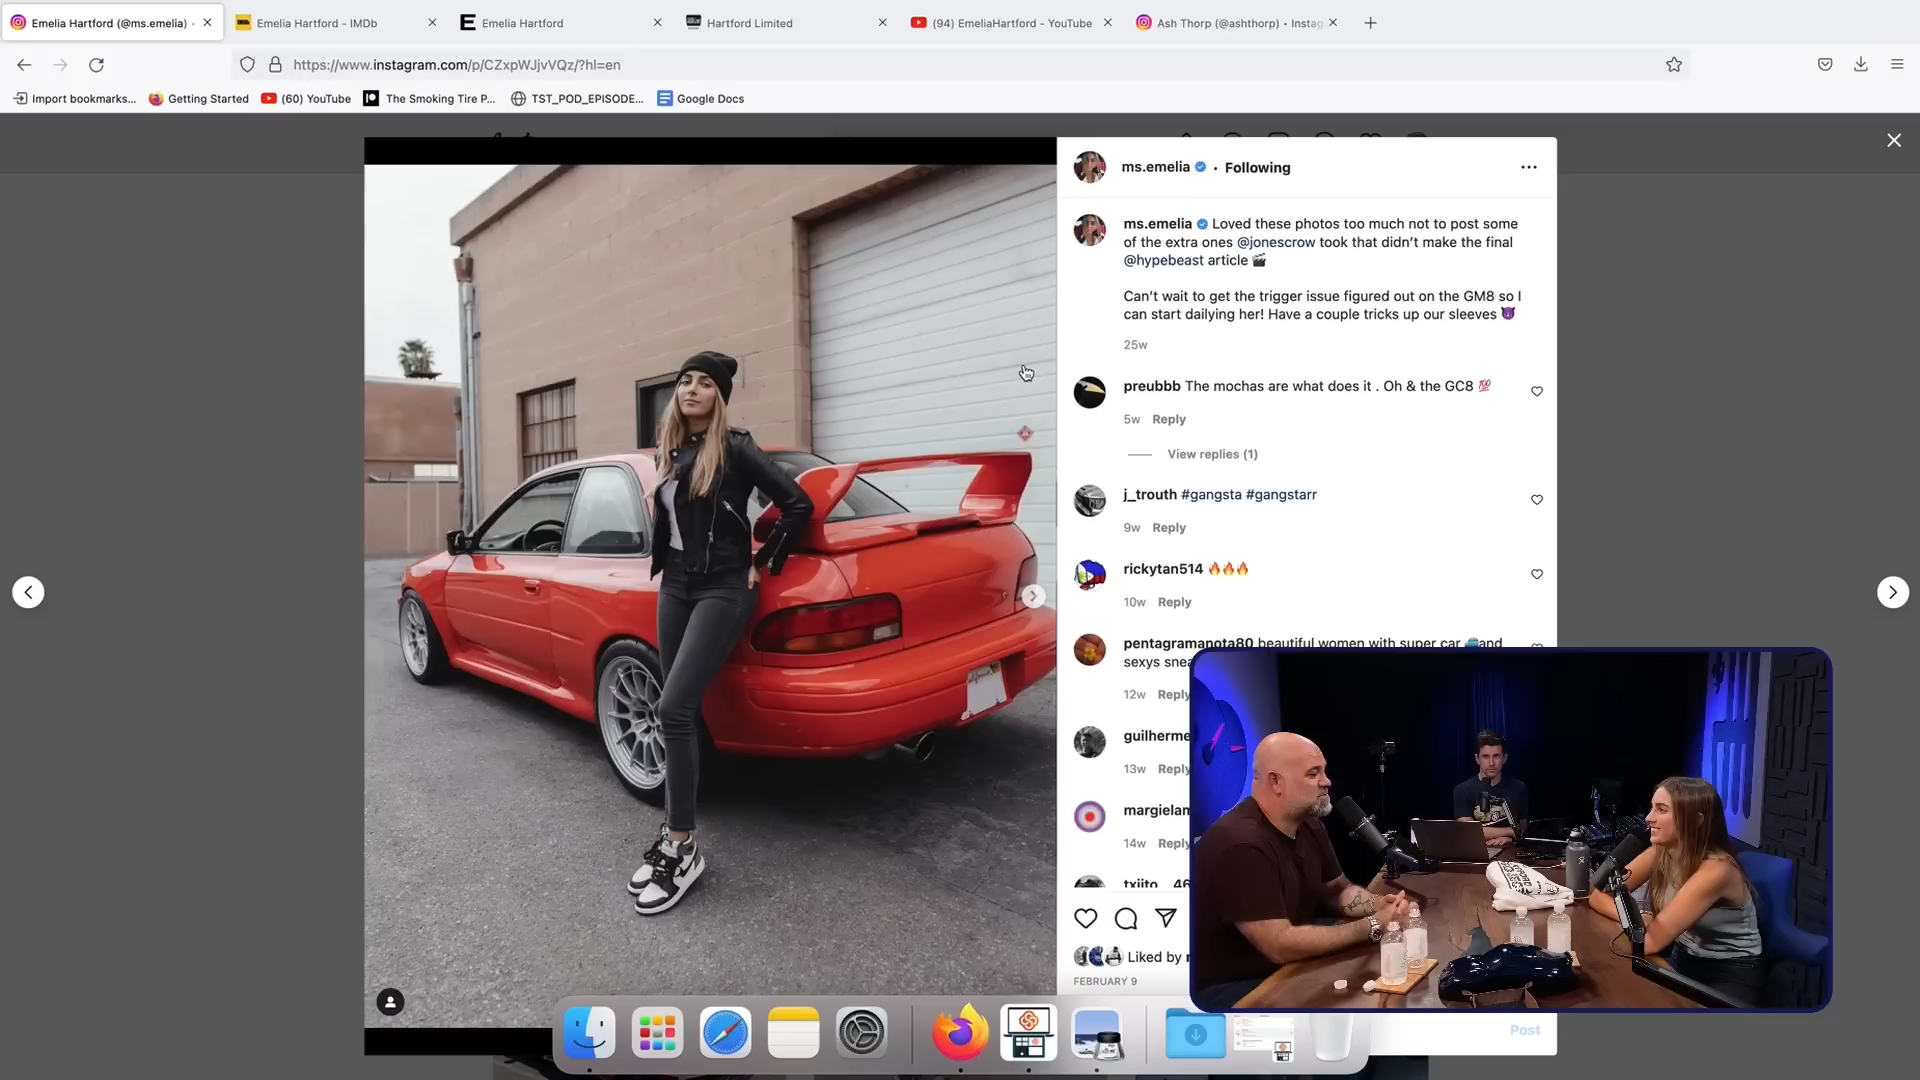 Emelia Hartford (@ms.emelia) •
Emelia Hartford - IMDb
Emelia Hartford
Hartford Limited
(94) EmeliaHartford - YouTube
Ash Thorp (@ashthorp) • Instag
https://www.instagram.com/p/CZxpWJjvVQz/?hl=en
Import bookmarks...
Getting Started
(60) YouTube
The Smoking Tire P...
TST_POD_EPISODE...
Google Docs
ms.emelia • Following
ms.emelia Loved these photos too much not to post some
of the extra ones @jonescrow took that didn't make the final
@hypebeast article 🎬
Can't wait to get the trigger issue figured out on the GM8 so I
can start dailying her! Have a couple tricks up our sleeves 😈
25w
preubbb The mochas are what does it . Oh & the GC8 💯
5w Reply
View replies (1)
j_trouth #gangsta #gangstarr
9w Reply
rickytan514 🔥🔥🔥
10w Reply
pentagramanota80 beautiful women with super car 🚘and
sexys snea
12w Reply
guilherme
13w Reply
margielan
14w Reply
txiito_46
Liked by
FEBRUARY 9
Post